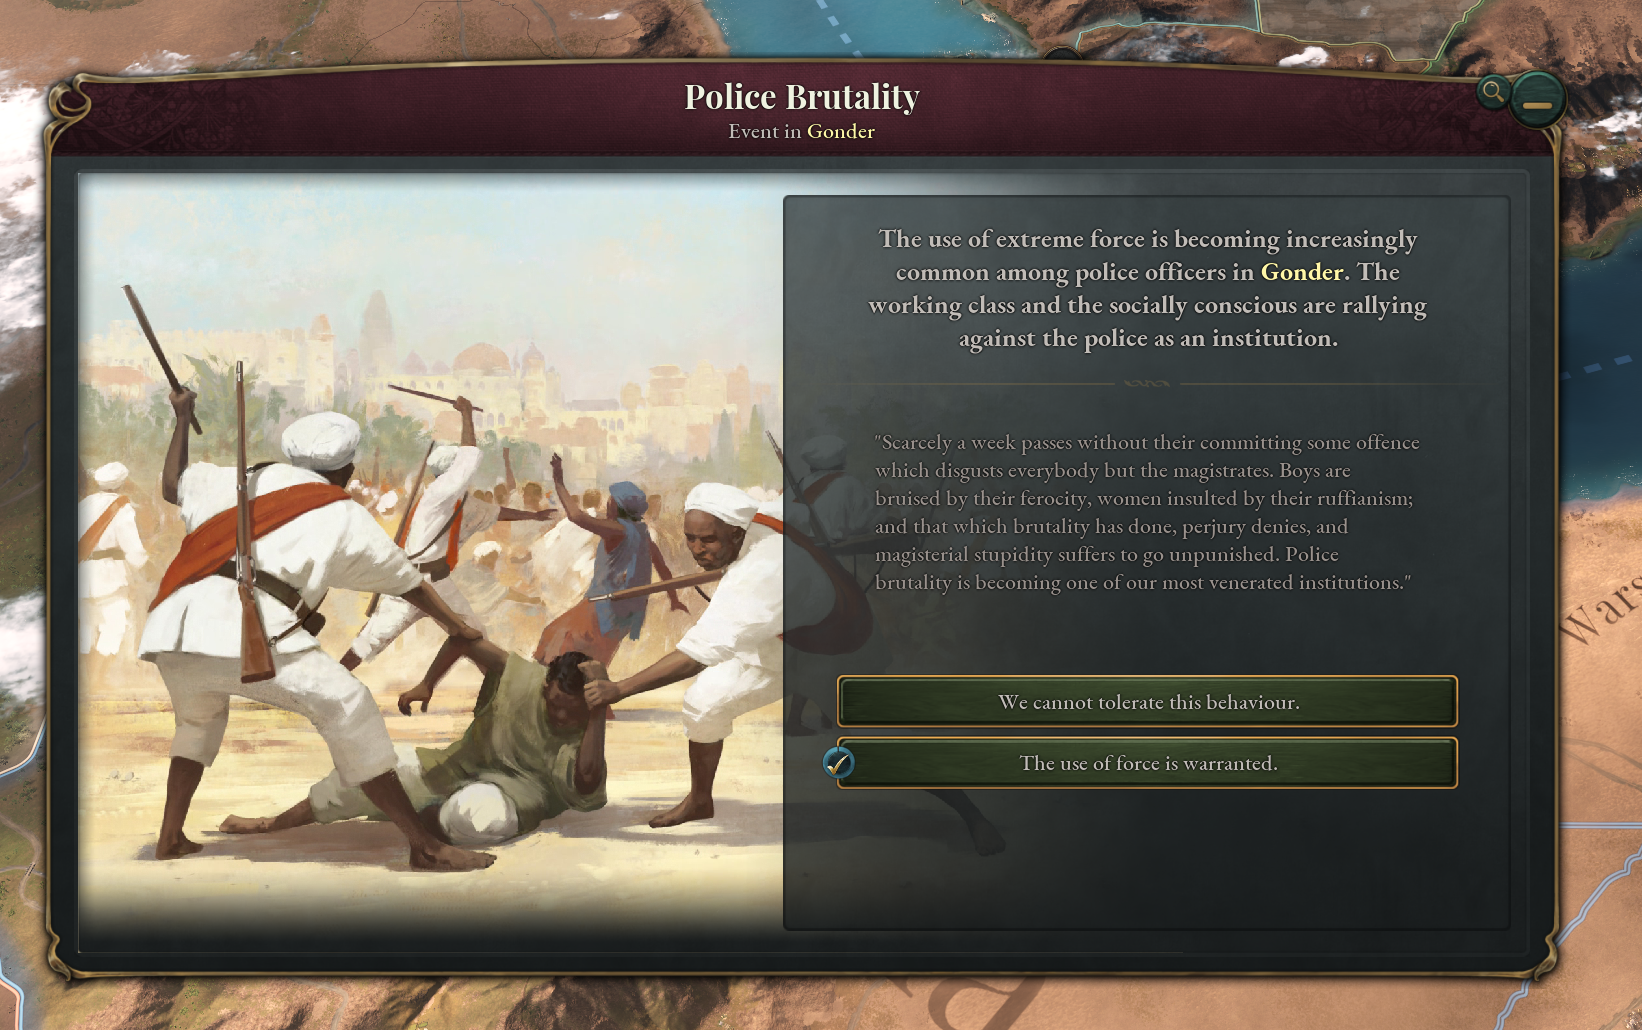 Police Brutality
Event in Gonder
The use of extreme force is becoming increasingly
common among police officers in Gonder. The
working class and the socially conscious are rallying
against the police as an institution.
"Scarcely a week passes without their committing some offence
which disgusts everybody but the magistrates. Boys are
bruised by their ferocity, women insulted by their ruffianism;
and that which brutality has done, perjury denies, and
magisterial stupidity suffers to go unpunished. Police
brutality is becoming one of our most venerated institutions."
We cannot tolerate this behaviour.
The use of force is warranted.
Wars